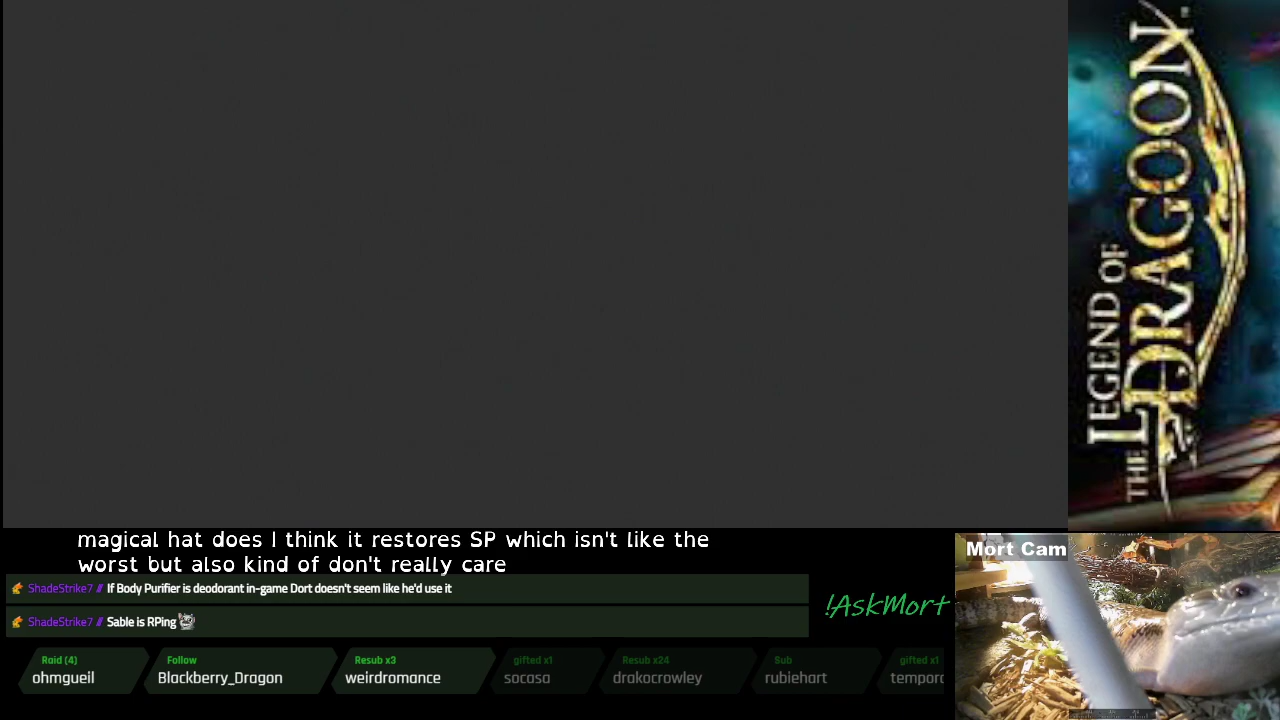 THE LEGEND OF
DRAGOON
magical hat does I think it restores SP which isn't like the
worst but also kind of don't really care
ShadeStrike7 // If Body Purifier is deodorant in-game Dort doesn't seem like he'd use it
ShadeStrike7 // Sable is RPing
!AskMort
Mort Cam
Raid (4)
ohmgueil
Follow
Blackberry_Dragon
Resub x3
weirdromance
gifted x1
socasa
Resub x24
drakocrowley
Sub
rubiehart
gifted x1
temporc